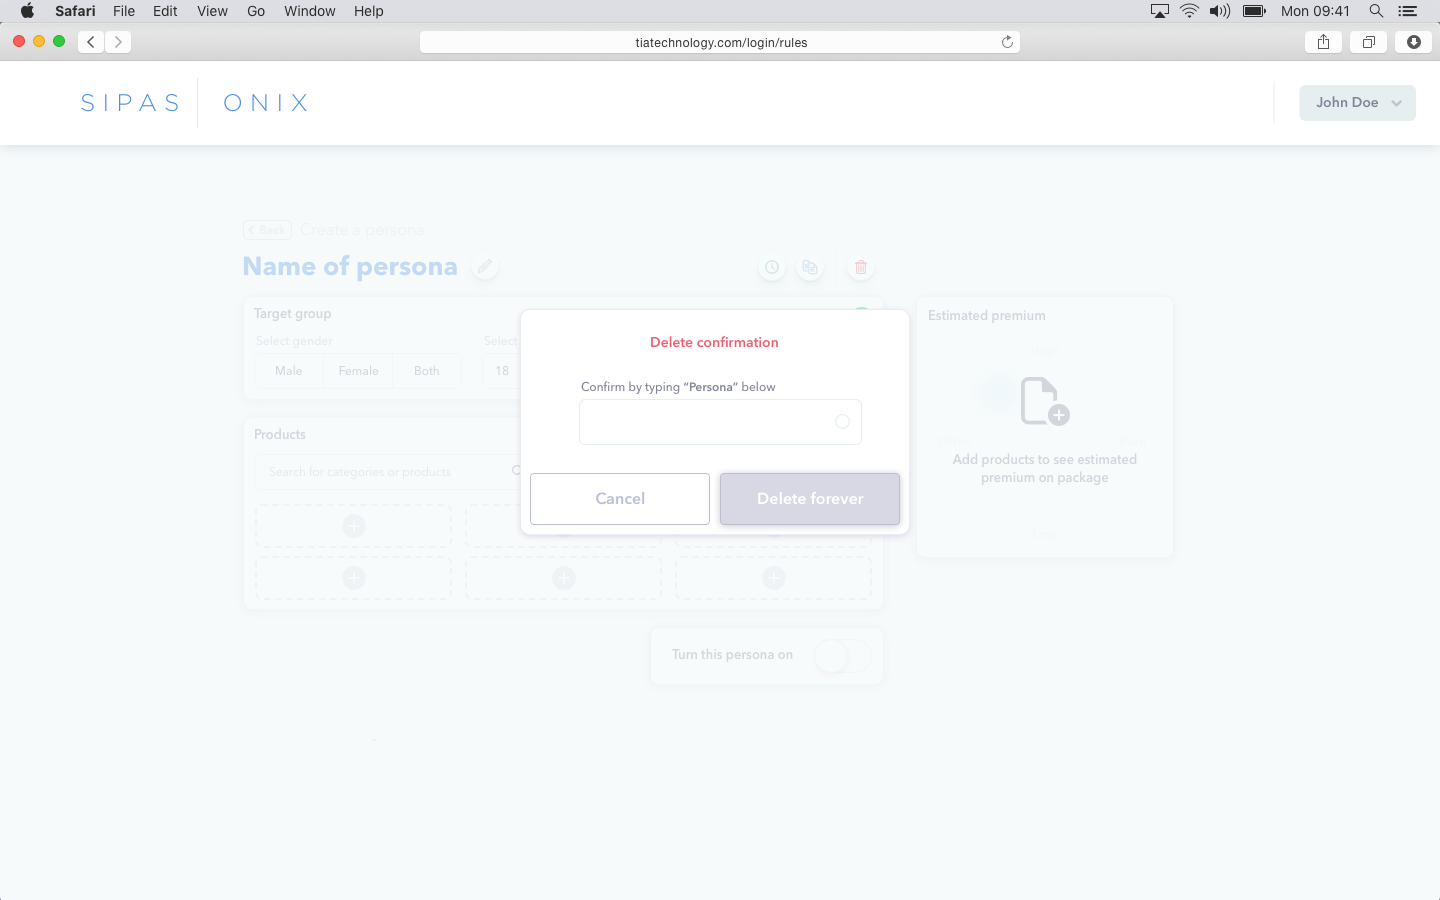 Safari File Edit View Go Window Help Mon 09:41
tiatechnology.com/login/rules
SIPAS ONIX
John Doe
Back Create a persona
Name of persona
Target group
Select gender
Select
Male Female Both
18
Products
Search for categories or products
Estimated premium
Add products to see estimated
premium on package
Delete confirmation
Confirm by typing “Persona” below
Cancel
Delete forever
Turn this persona on